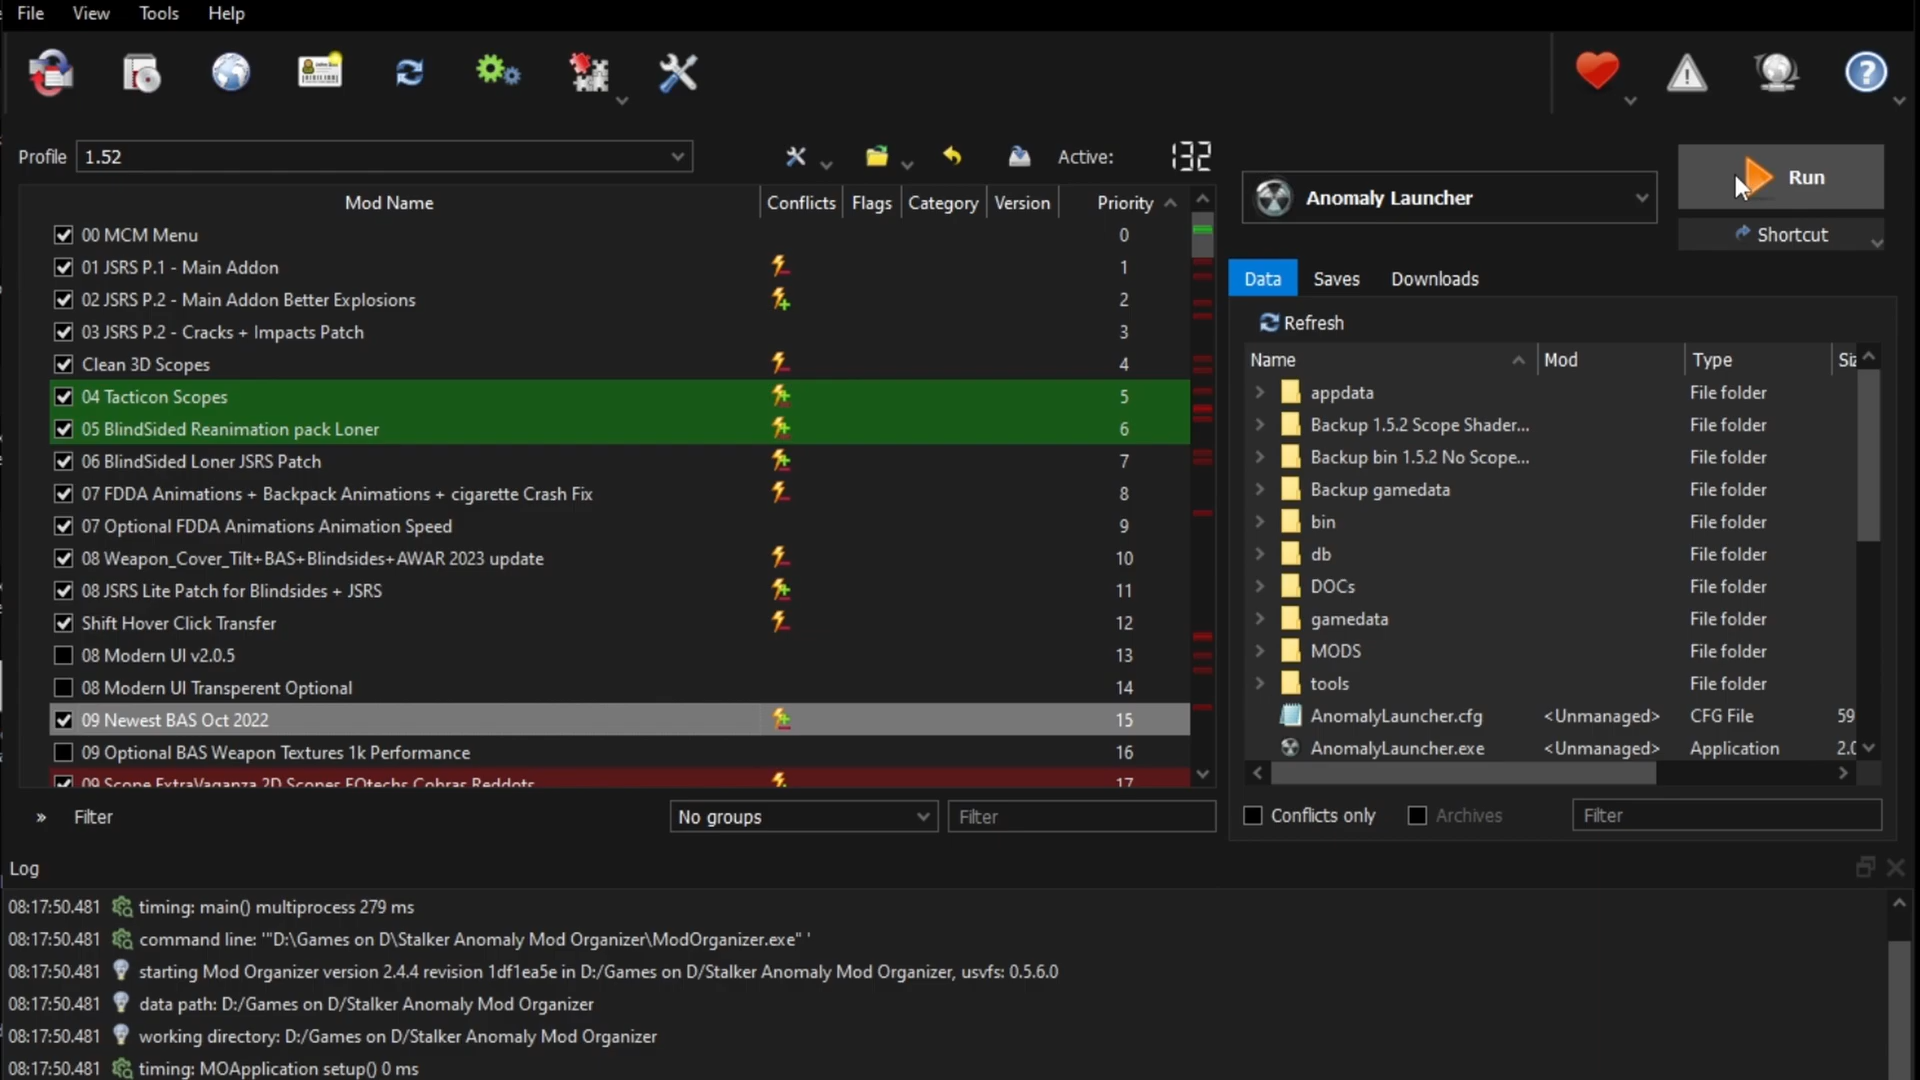 File View Tools Help
Profile 1.52 Active: 132
Mod Name Conflicts Flags Category Version Priority
00 MCM Menu 0
01 JSRS P.1 - Main Addon 1
02 JSRS P.2 - Main Addon Better Explosions 2
03 JSRS P.2 - Cracks + Impacts Patch 3
Clean 3D Scopes 4
04 Tacticon Scopes 5
05 BlindSided Reanimation pack Loner 6
06 BlindSided Loner JSRS Patch 7
07 FDDA Animations + Backpack Animations + cigarette Crash Fix 8
07 Optional FDDA Animations Animation Speed 9
08 Weapon_Cover_Tilt+BAS+Blindsides+AWAR 2023 update 10
08 JSRS Lite Patch for Blindsides + JSRS 11
Shift Hover Click Transfer 12
08 Modern UI v2.0.5 13
08 Modern UI Transperent Optional 14
09 Newest BAS Oct 2022 15
09 Optional BAS Weapon Textures 1k Performance 16
09 Scope ExtraVaganza 2D Scopes EOtechs Cobras Reddots 17
» Filter No groups Filter
Anomaly Launcher Run
Shortcut
Data Saves Downloads
Refresh
Name Mod Type Siz
appdata File folder
Backup 1.5.2 Scope Shader... File folder
Backup bin 1.5.2 No Scope... File folder
Backup gamedata File folder
bin File folder
db File folder
DOCs File folder
gamedata File folder
MODS File folder
tools File folder
AnomalyLauncher.cfg <Unmanaged> CFG File 59
AnomalyLauncher.exe <Unmanaged> Application 2.0
Conflicts only Archives Filter
Log
08:17:50.481 timing: main() multiprocess 279 ms
08:17:50.481 command line: '"D:\Games on D\Stalker Anomaly Mod Organizer\ModOrganizer.exe" '
08:17:50.481 starting Mod Organizer version 2.4.4 revision 1df1ea5e in D:/Games on D/Stalker Anomaly Mod Organizer, usvfs: 0.5.6.0
08:17:50.481 data path: D:/Games on D/Stalker Anomaly Mod Organizer
08:17:50.481 working directory: D:/Games on D/Stalker Anomaly Mod Organizer
08:17:50.481 timing: MOApplication setup() 0 ms